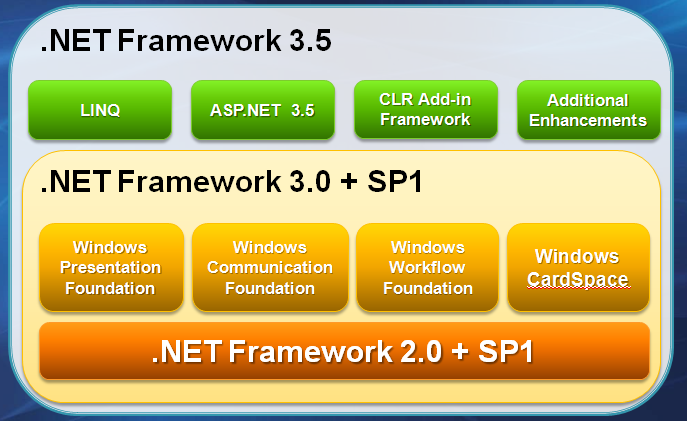 .NET Framework 3.5
LINQ
ASP.NET 3.5
CLR Add-in
Framework
Additional
Enhancements
.NET Framework 3.0 + SP1
Windows
Presentation
Foundation
Windows
Communication
Foundation
Windows
Workflow
Foundation
Windows
CardSpace
.NET Framework 2.0 + SP1